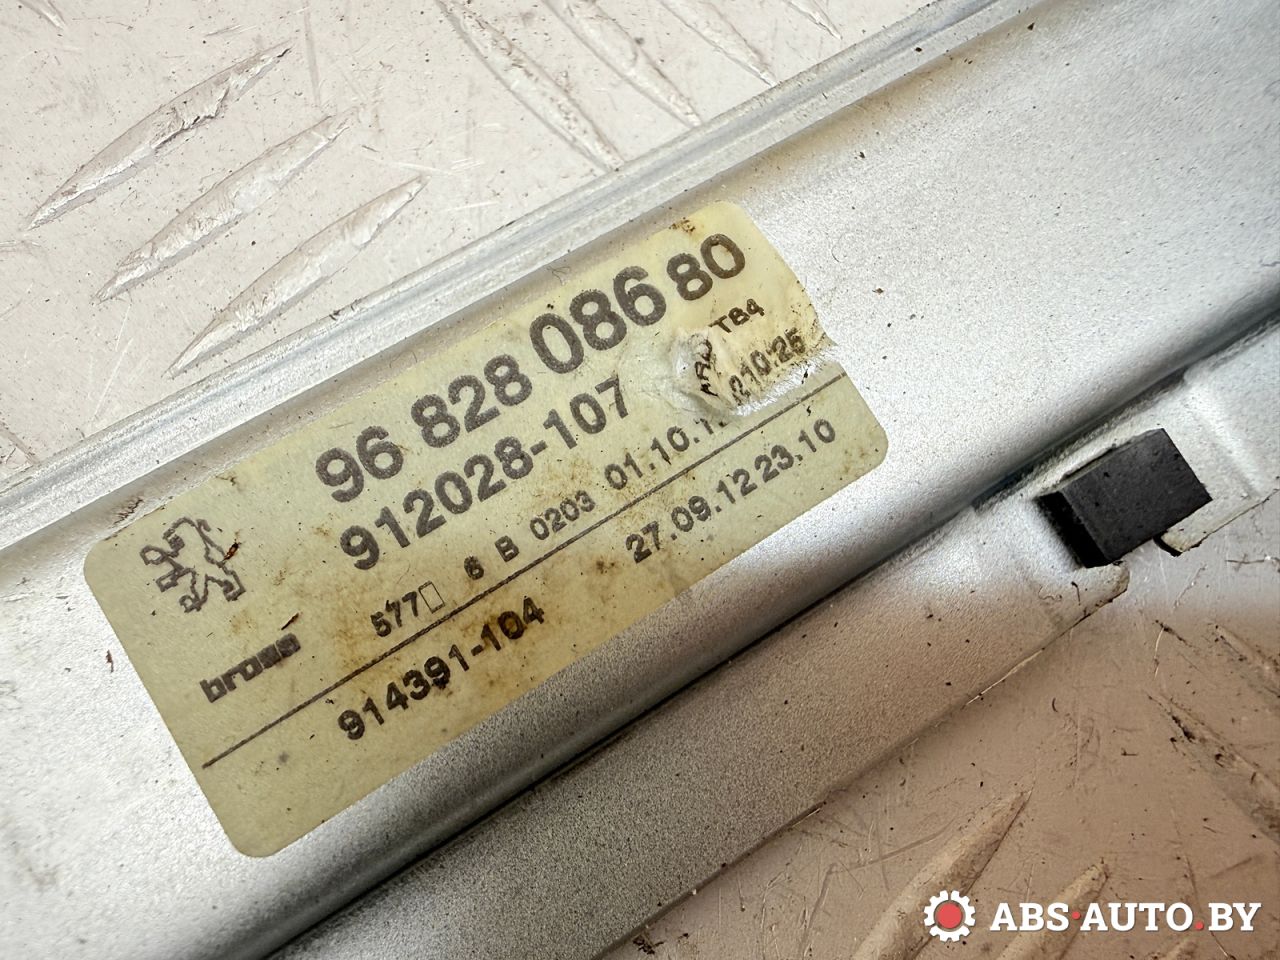 96 828 086 80
912028-107
TB4
577□ 6 B 0203 01.10.1
brose
914391-104 27.09.12 23.10
ABS·AUTO.BY